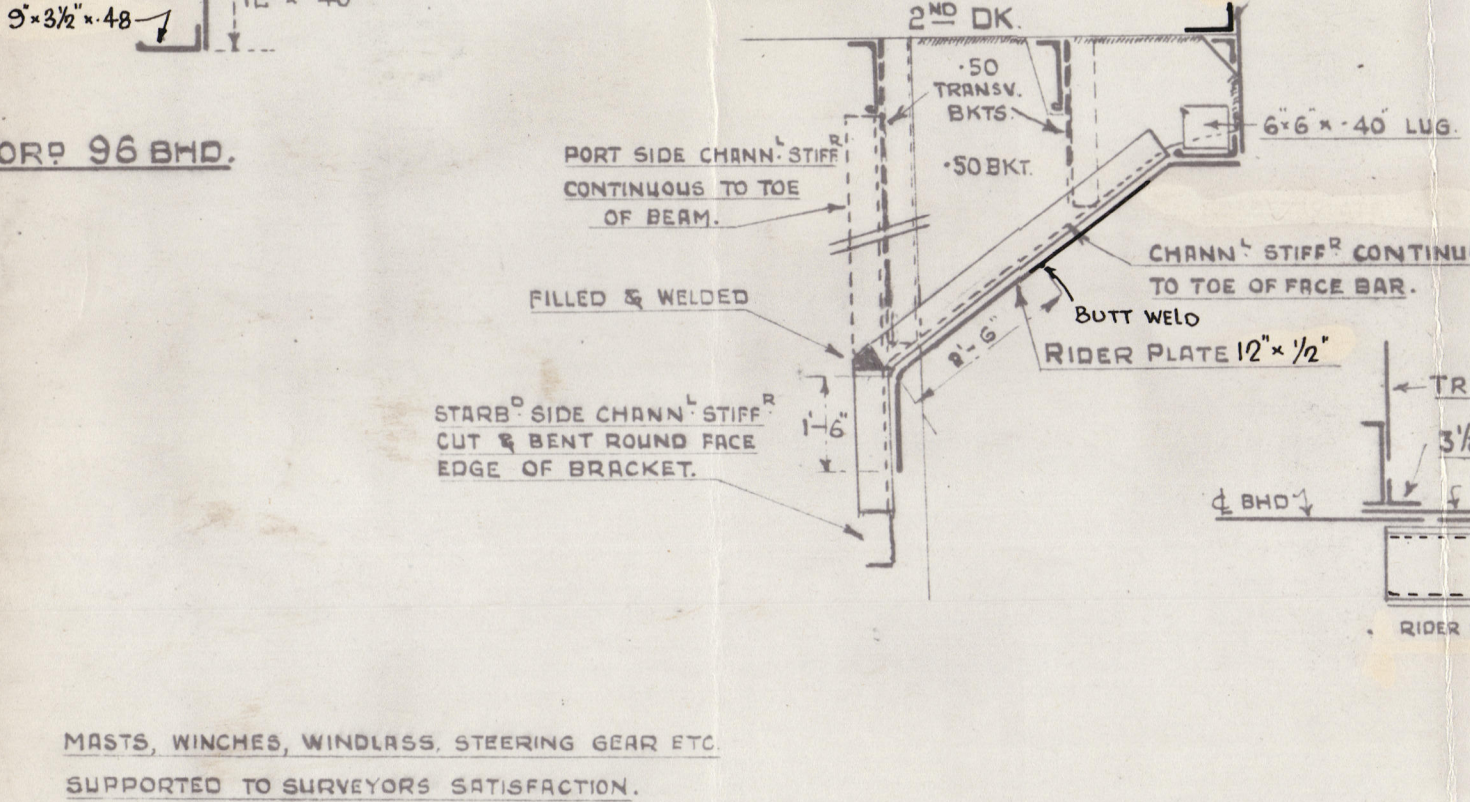 9"×3½"×·48
ORD 96 BHD.
2ND DK.
·50
TRANSV.
BKTS.
·50 BKT.
6"×6"×·40" LUG.
PORT SIDE CHANNL. STIFFR
CONTINUOUS TO TOE
OF BEAM.
CHANNL. STIFFR CONTINU
TO TOE OF FACE BAR.
FILLED & WELDED
BUTT WELD
RIDER PLATE 12"×½"
STARBD. SIDE CHANNL. STIFFR
CUT & BENT ROUND FACE
EDGE OF BRACKET.
1'-6"
TR
3½
℄ BHD
RIDER
MASTS, WINCHES, WINDLASS, STEERING GEAR ETC.
SUPPORTED TO SURVEYORS SATISFACTION.